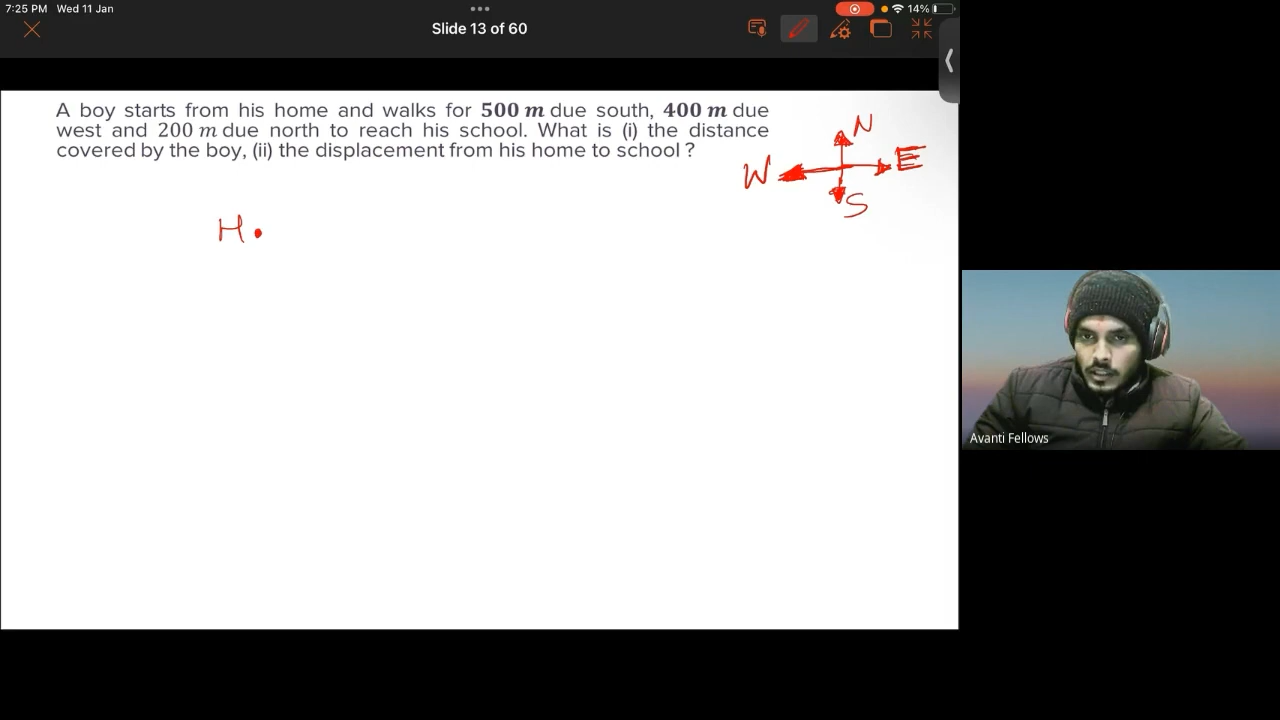 7:25 PM Wed 11 Jan
14%
Slide 13 of 60
A boy starts from his home and walks for 500 m due south, 400 m due
west and 200 m due north to reach his school. What is (i) the distance
covered by the boy, (ii) the displacement from his home to school ?
N
W
E
S
H
Avanti Fellows